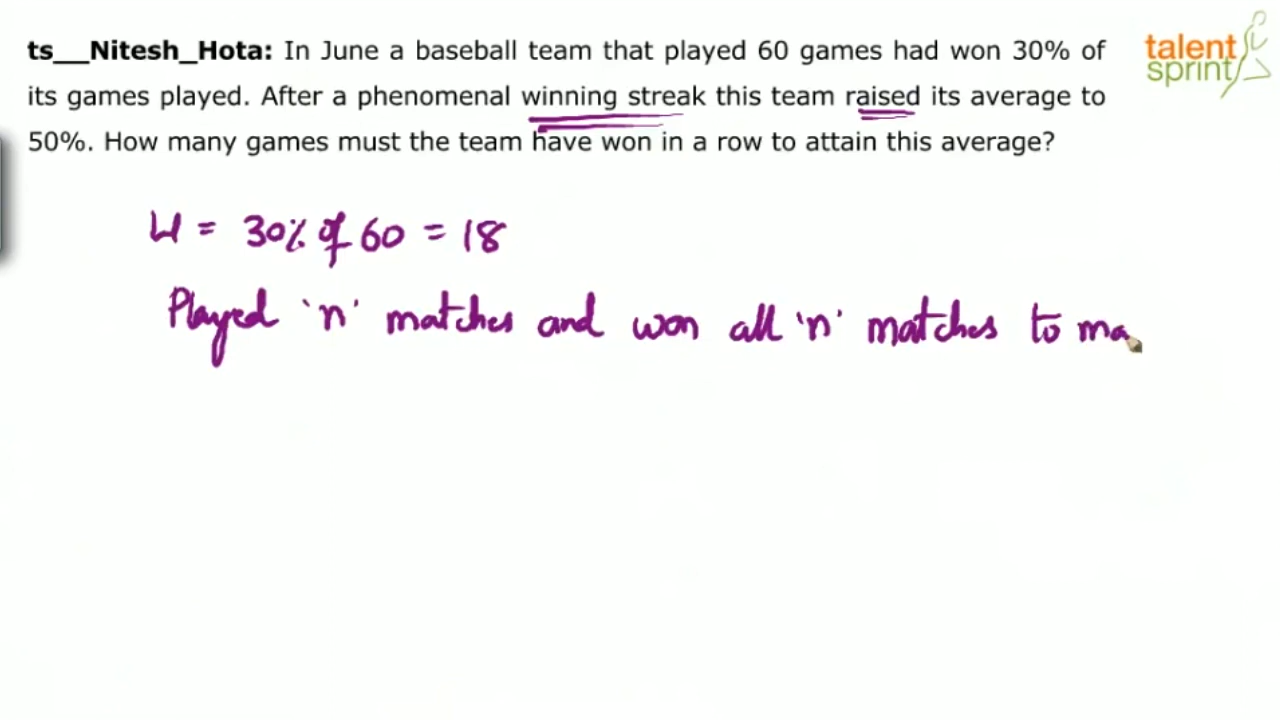 ts__Nitesh_Hota: In June a baseball team that played 60 games had won 30% of
its games played. After a phenomenal winning streak this team raised its average to
50%. How many games must the team have won in a row to attain this average?
talent
sprint
W = 30% of 60 = 18
Played 'n' matches and won all 'n' matches to ma